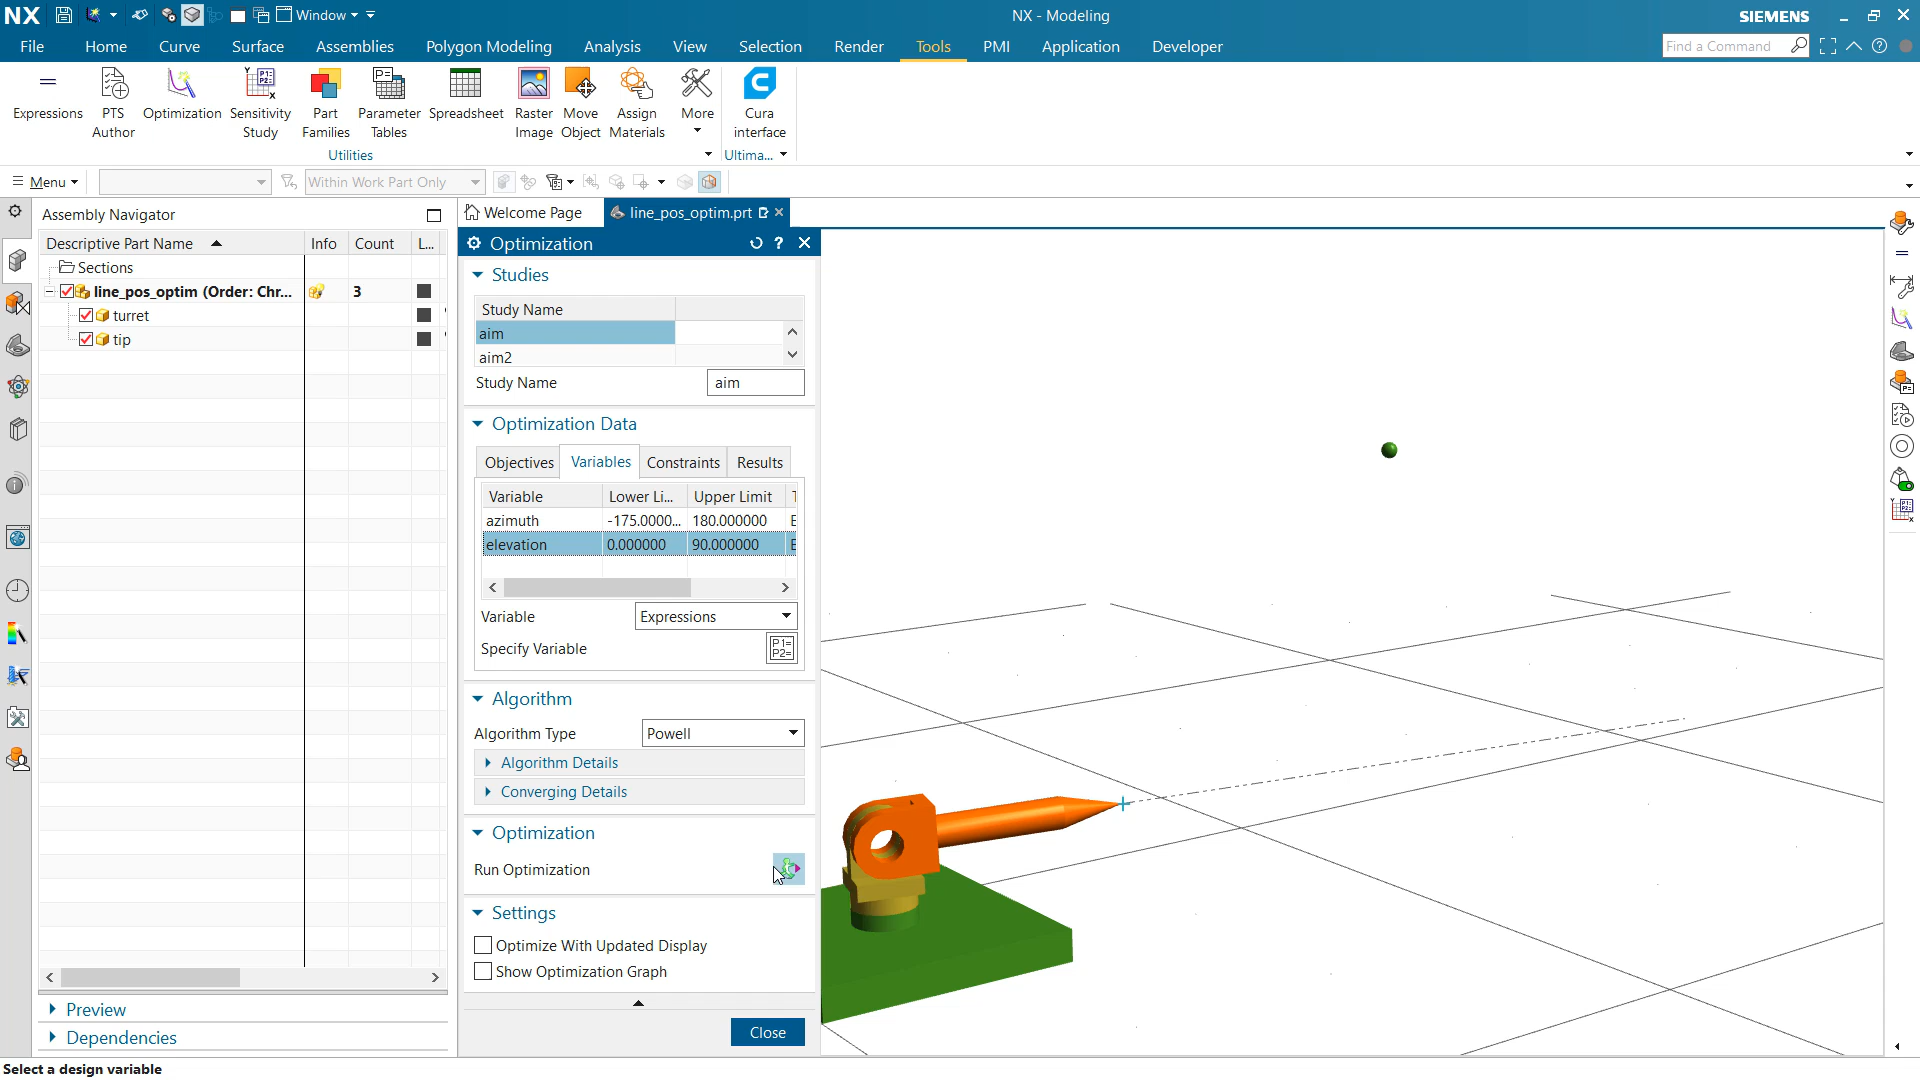 NX
Window
NX - Modeling
SIEMENS
File
Home
Curve
Surface
Assemblies
Polygon Modeling
Analysis
View
Selection
Render
Tools
PMI
Application
Developer
Find a Command
Expressions
PTS Author
Optimization
Sensitivity Study
Part Families
Parameter Tables
Spreadsheet
Raster Image
Move Object
Assign Materials
More
Cura interface
Utilities
Ultima...
Menu
Within Work Part Only
Assembly Navigator
Descriptive Part Name
Info
Count
L...
Sections
line_pos_optim (Order: Chr...
3
turret
tip
Preview
Dependencies
Welcome Page
line_pos_optim.prt
Optimization
Studies
Study Name
aim
aim2
Study Name
aim
Optimization Data
Objectives
Variables
Constraints
Results
Variable
Lower Li...
Upper Limit
azimuth
-175.0000...
180.000000
elevation
0.000000
90.000000
Variable
Expressions
Specify Variable
P1=
P2=
Algorithm
Algorithm Type
Powell
Algorithm Details
Converging Details
Optimization
Run Optimization
Settings
Optimize With Updated Display
Show Optimization Graph
Close
Select a design variable